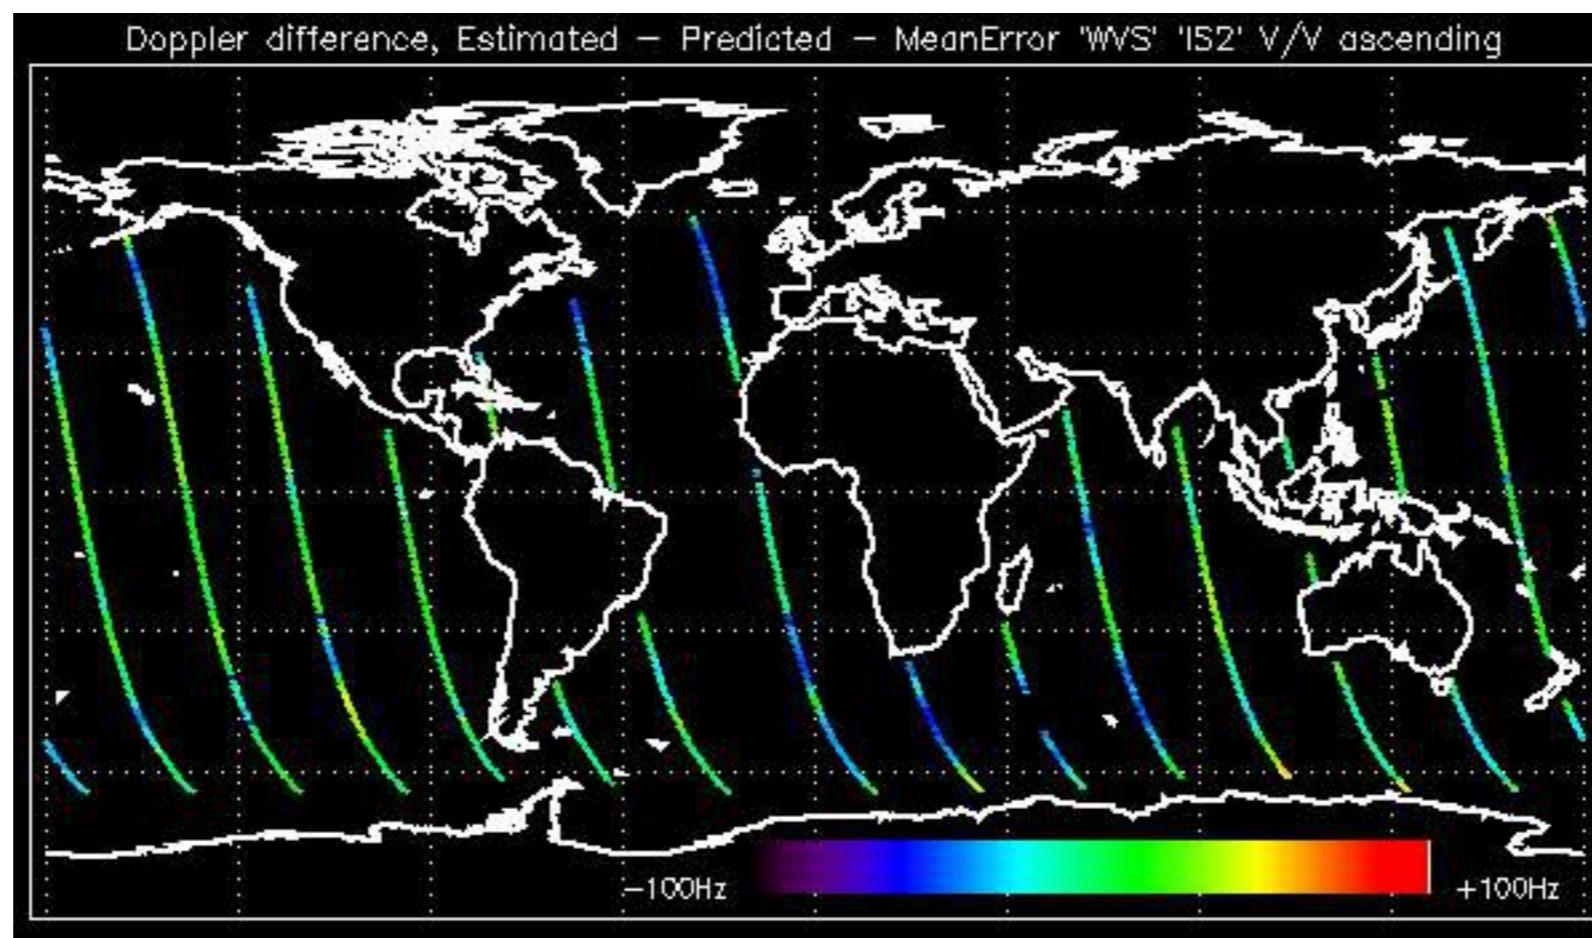 Doppler difference, Estimated – Predicted – MeanError 'WVS' 'IS2' V/V ascending
–100Hz +100Hz